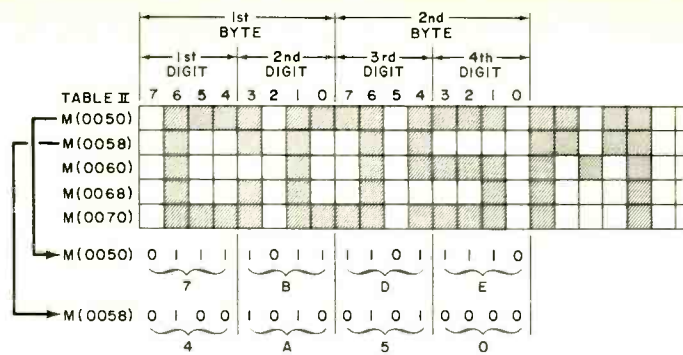 1st BYTE 2nd BYTE
1st DIGIT 2nd DIGIT 3rd DIGIT 4th DIGIT
TABLE II 7 6 5 4 3 2 1 0 7 6 5 4 3 2 1 0
M(0050)
M(0058)
M(0060)
M(0068)
M(0070)
M(0050) 0 1 1 1 1 0 1 1 1 1 0 1 1 1 1 0
7 B D E
M(0058) 0 1 0 0 1 0 1 0 0 1 0 1 0 0 0 0
4 A 5 0